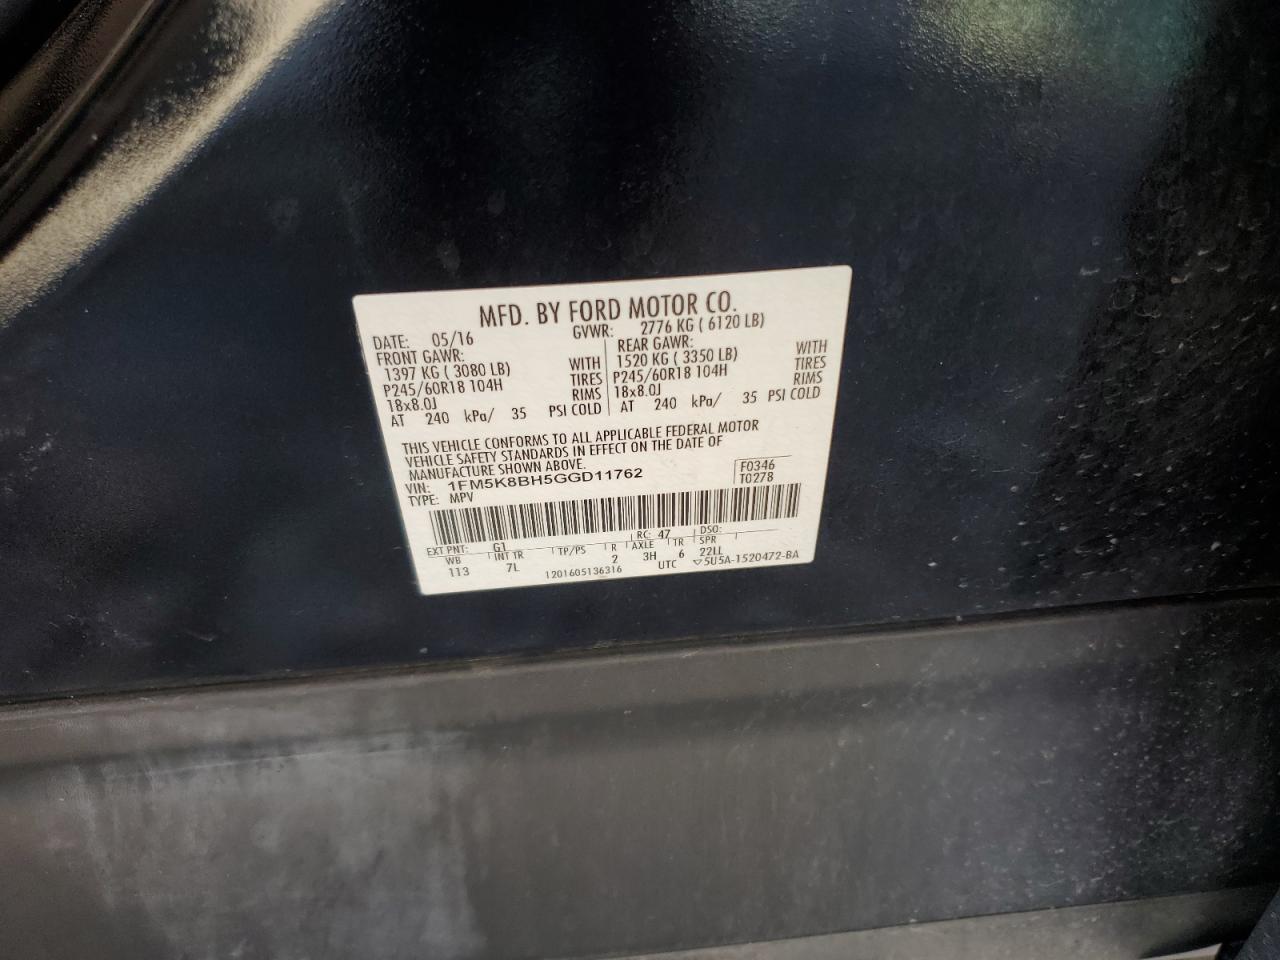 MFD. BY FORD MOTOR CO.
DATE: 05/16 GVWR: 2776 KG ( 6120 LB)
FRONT GAWR: REAR GAWR:
1397 KG ( 3080 LB) WITH 1520 KG ( 3350 LB) WITH
P245/60R18 104H TIRES P245/60R18 104H TIRES
18x8.0J RIMS 18x8.0J RIMS
AT 240 kPa/ 35 PSI COLD AT 240 kPa/ 35 PSI COLD
THIS VEHICLE CONFORMS TO ALL APPLICABLE FEDERAL MOTOR
VEHICLE SAFETY STANDARDS IN EFFECT ON THE DATE OF
MANUFACTURE SHOWN ABOVE.
VIN: 1FM5K8BH5GGD11762 F0346
TYPE: MPV T0278
EXT PNT: G1 RC: 47 DSO:
WB INT TR TP/PS R AXLE TR SPR
113 7L 2 3H 6 22LL
1201605136316 UTC ▽5U5A-1520472-BA